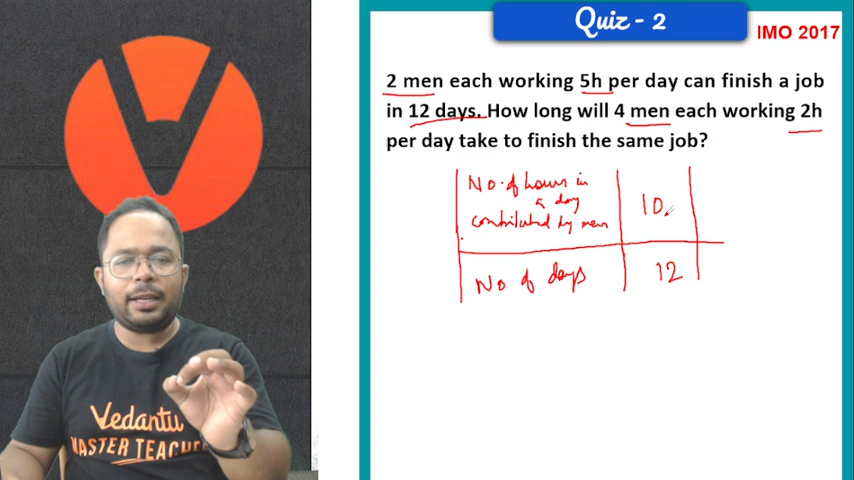 Quiz - 2
IMO 2017
2 men each working 5h per day can finish a job
in 12 days. How long will 4 men each working 2h
per day take to finish the same job?
No. of hours in
a day
contributed by men
10
No of days
12
Vedantu
MASTER TEACHER